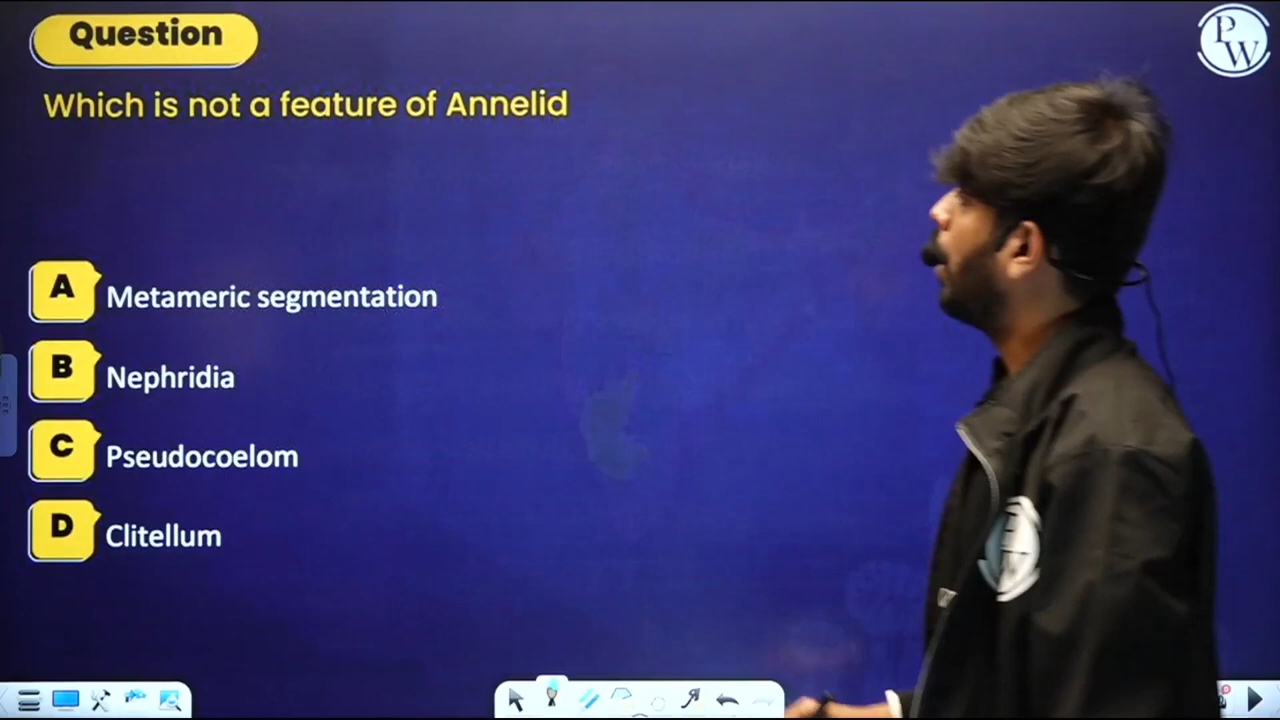 Question
PW
Which is not a feature of Annelid
A Metameric segmentation
B Nephridia
C Pseudocoelom
D Clitellum